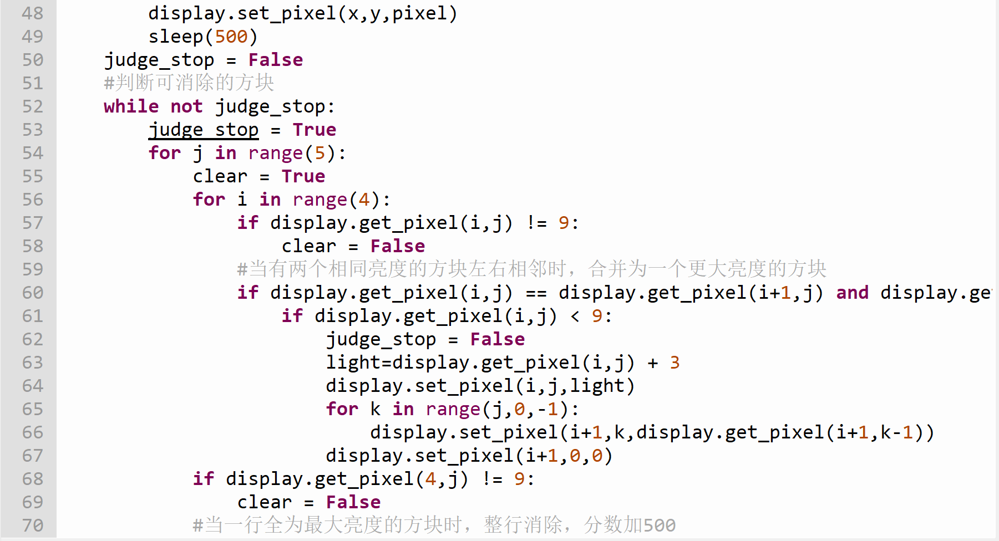 48 display.set_pixel(x,y,pixel)
49 sleep(500)
50 judge_stop = False
51 #判断可消除的方块
52 while not judge_stop:
53 judge_stop = True
54 for j in range(5):
55 clear = True
56 for i in range(4):
57 if display.get_pixel(i,j) != 9:
58 clear = False
59 #当有两个相同亮度的方块左右相邻时，合并为一个更大亮度的方块
60 if display.get_pixel(i,j) == display.get_pixel(i+1,j) and display.ge
61 if display.get_pixel(i,j) < 9:
62 judge_stop = False
63 light=display.get_pixel(i,j) + 3
64 display.set_pixel(i,j,light)
65 for k in range(j,0,-1):
66 display.set_pixel(i+1,k,display.get_pixel(i+1,k-1))
67 display.set_pixel(i+1,0,0)
68 if display.get_pixel(4,j) != 9:
69 clear = False
70 #当一行全为最大亮度的方块时，整行消除，分数加500